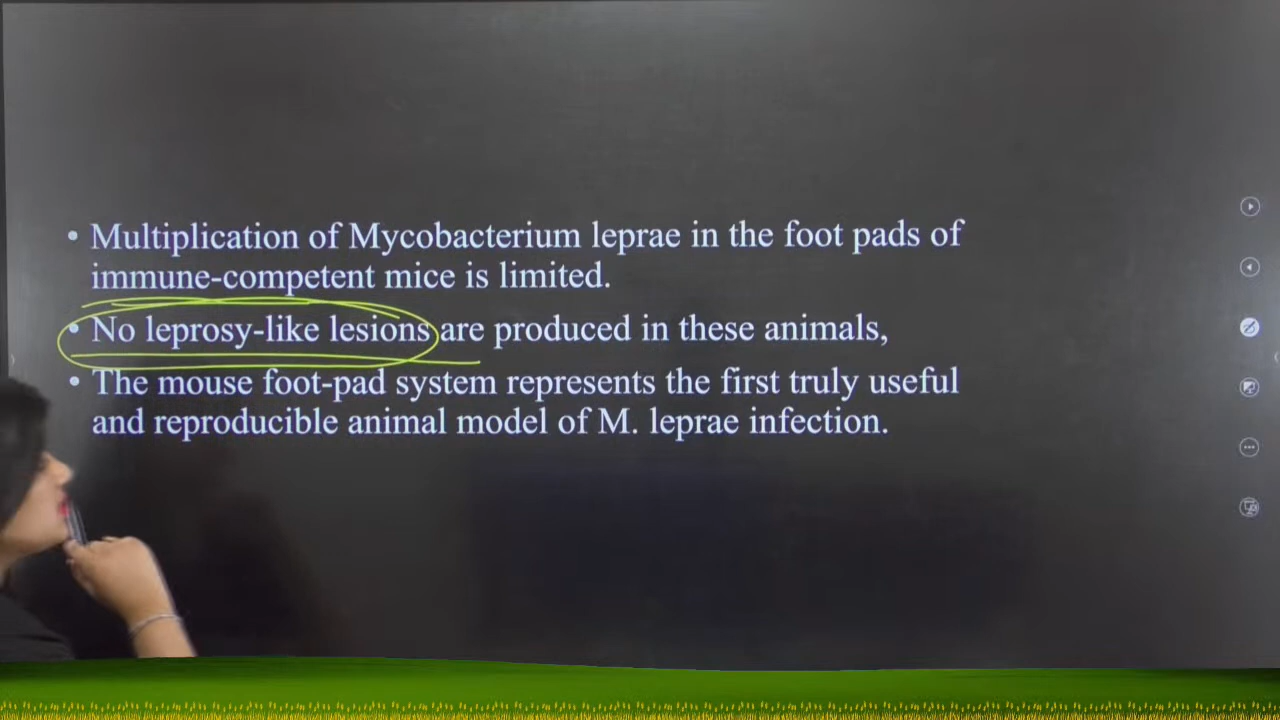 • Multiplication of Mycobacterium leprae in the foot pads of
immune-competent mice is limited.
• No leprosy-like lesions are produced in these animals,
• The mouse foot-pad system represents the first truly useful
and reproducible animal model of M. leprae infection.